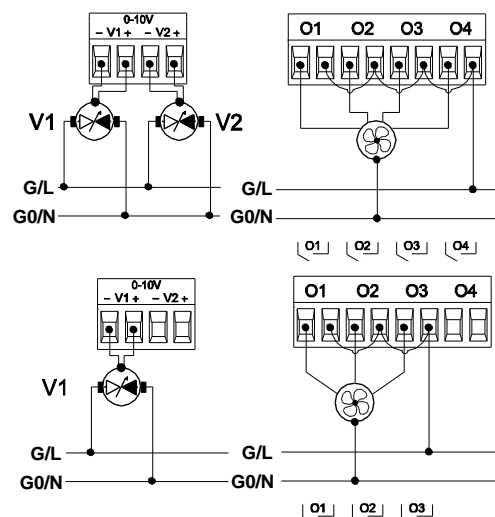 0-10V
− V1 + − V2 +
V1
V2
G/L
G0/N
O1 O2 O3 O4
G/L
G0/N
O1 O2 O3 O4
0-10V
− V1 + − V2 +
V1
G/L
G0/N
O1 O2 O3 O4
G/L
G0/N
O1 O2 O3